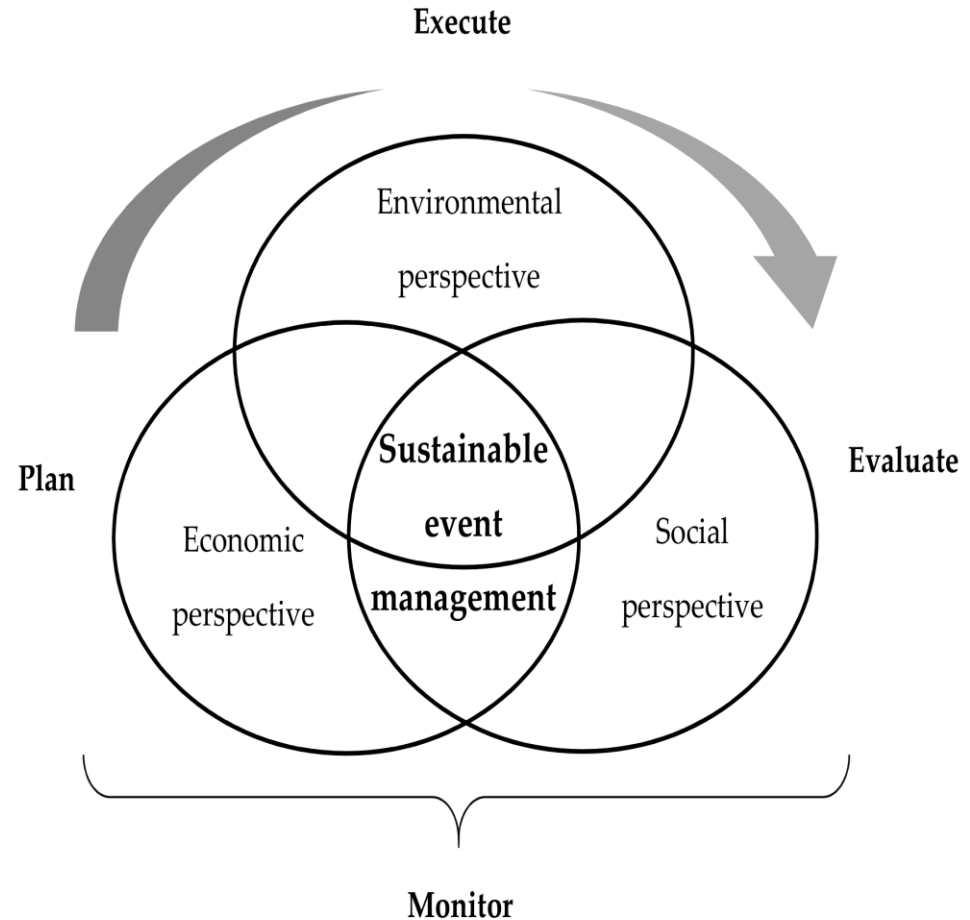 Execute
Environmental
perspective
Plan
Sustainable
event
management
Evaluate
Economic
perspective
Social
perspective
Monitor